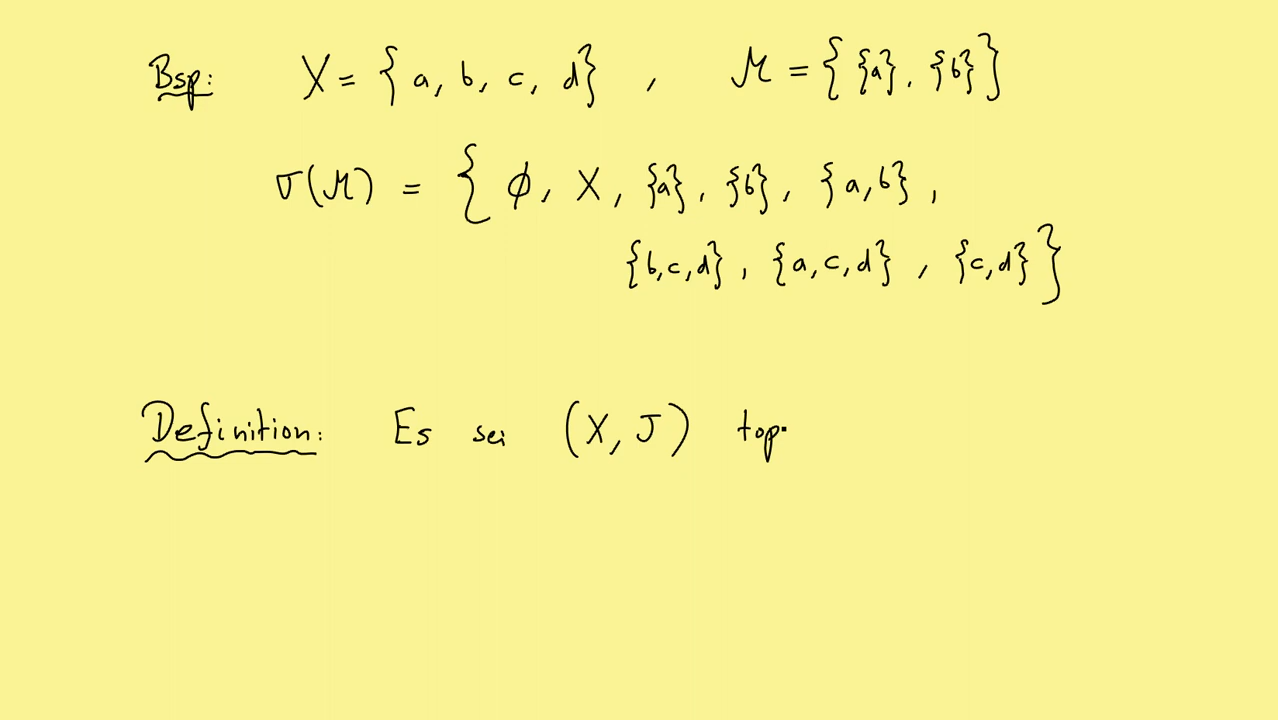 Bsp: X = { a, b, c, d } , ℳ = { {a}, {b} }
σ(ℳ) = { ϕ, X, {a}, {b}, {a,b} ,
{b,c,d} , {a,c,d} , {c,d} }
Definition: Es sei (X, J) top.